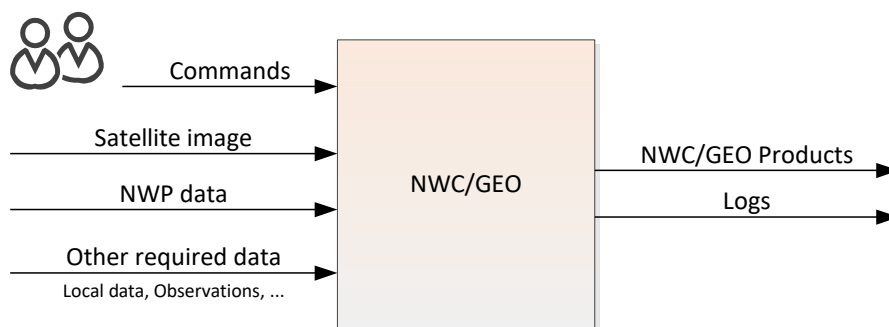 Commands
Satellite image
NWP data
Other required data
Local data, Observations, ...
NWC/GEO
NWC/GEO Products
Logs